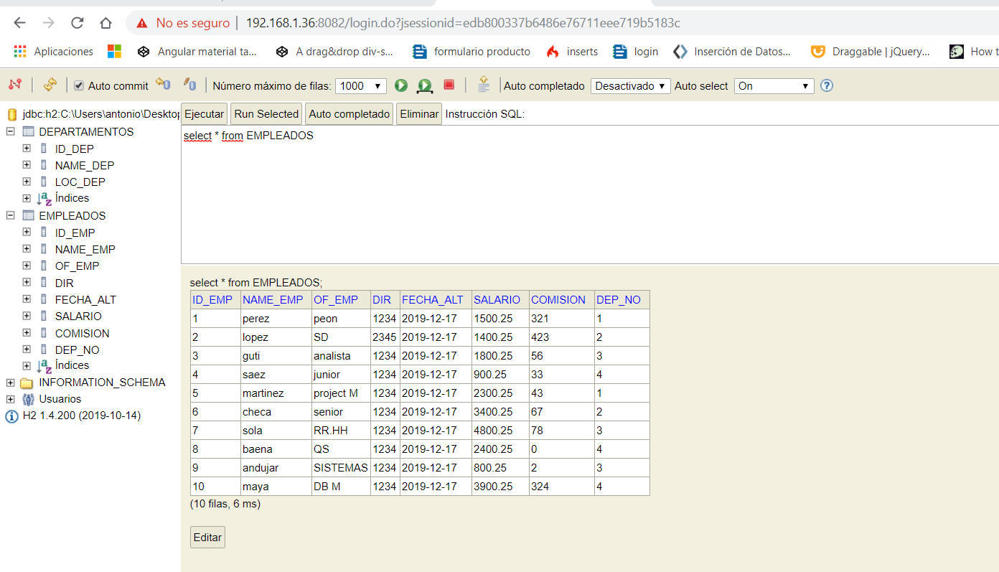 No es seguro 192.168.1.36:8082/login.do?jsessionid=edb800337b6486e76711eee719b5183c
Aplicaciones Angular material ta... A drag&drop div-s... formulario producto inserts login Inserción de Datos... Draggable | jQuery... How t
Auto commit Número máximo de filas: 1000 Auto completado Desactivado Auto select On
jdbc:h2:C:\Users\antonio\Desktop
DEPARTAMENTOS
ID_DEP
NAME_DEP
LOC_DEP
Índices
EMPLEADOS
ID_EMP
NAME_EMP
OF_EMP
DIR
FECHA_ALT
SALARIO
COMISION
DEP_NO
Índices
INFORMATION_SCHEMA
Usuarios
H2 1.4.200 (2019-10-14)
Ejecutar Run Selected Auto completado Eliminar Instrucción SQL:
select * from EMPLEADOS
select * from EMPLEADOS;
ID_EMP NAME_EMP OF_EMP DIR FECHA_ALT SALARIO COMISION DEP_NO
1 perez peon 1234 2019-12-17 1500.25 321 1
2 lopez SD 2345 2019-12-17 1400.25 423 2
3 guti analista 1234 2019-12-17 1800.25 56 3
4 saez junior 1234 2019-12-17 900.25 33 4
5 martinez project M 1234 2019-12-17 2300.25 43 1
6 checa senior 1234 2019-12-17 3400.25 67 2
7 sola RR.HH 1234 2019-12-17 4800.25 78 3
8 baena QS 1234 2019-12-17 2400.25 0 4
9 andujar SISTEMAS 1234 2019-12-17 800.25 2 3
10 maya DB M 1234 2019-12-17 3900.25 324 4
(10 filas, 6 ms)
Editar